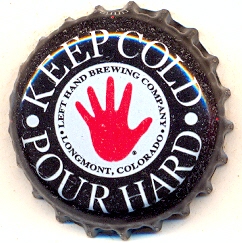 • KEEP COLD •
POUR HARD
• LEFT HAND BREWING COMPANY •
LONGMONT, COLORADO
®